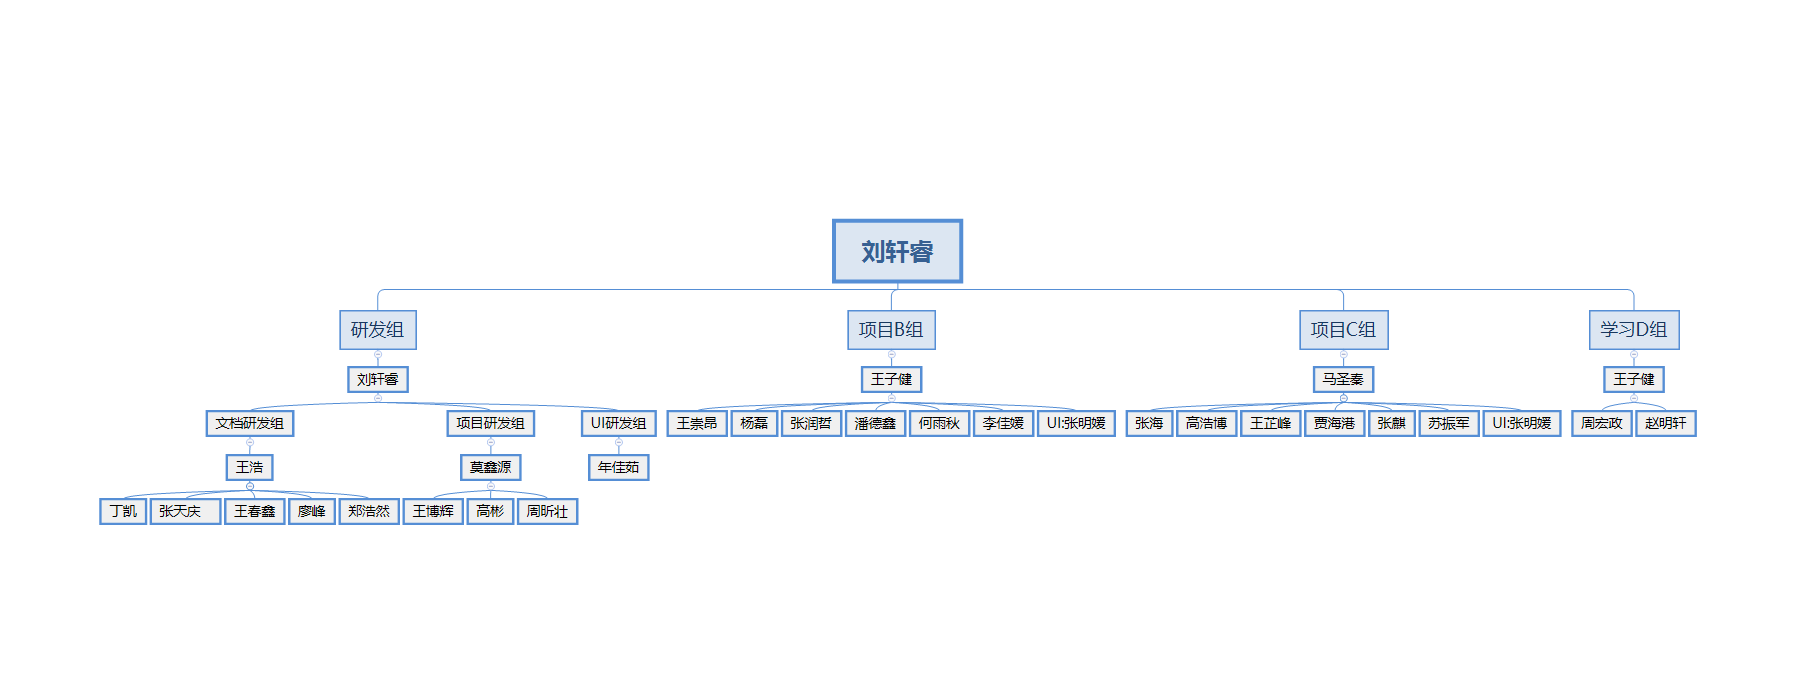 刘轩睿
研发组 项目B组 项目C组 学习D组
刘轩睿 王子健 马圣秦 王子健
文档研发组 项目研发组 UI研发组 王崇昂 杨磊 张润哲 潘德鑫 何雨秋 李佳媛 UI:张明媛 张海 高浩博 王芷峰 贾海港 张麒 苏振军 UI:张明媛 周宏政 赵明轩
王浩 莫鑫源 年佳茹
丁凯 张天庆 王春鑫 廖峰 郑浩然 王博辉 高彬 周昕壮